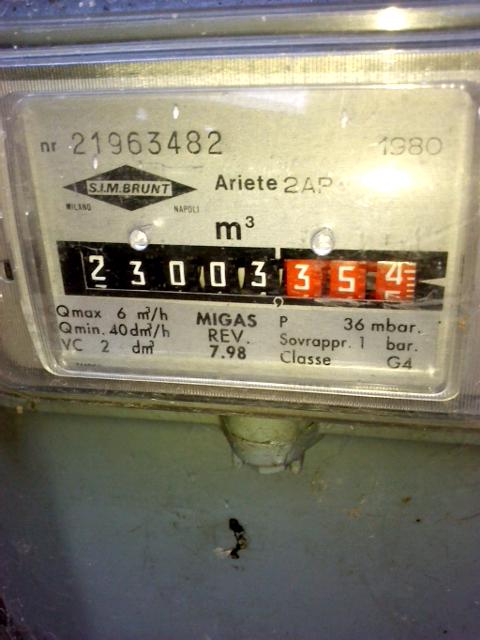 nr 21963482 1980
S.I.M.BRUNT Ariete 2AP
MILANO NAPOLI
m³
23003354
Qmax 6 m³/h MIGAS P 36 mbar.
Qmin. 40dm³/h REV. Sovrappr. 1 bar.
VC 2 dm³ 7.98 Classe G4